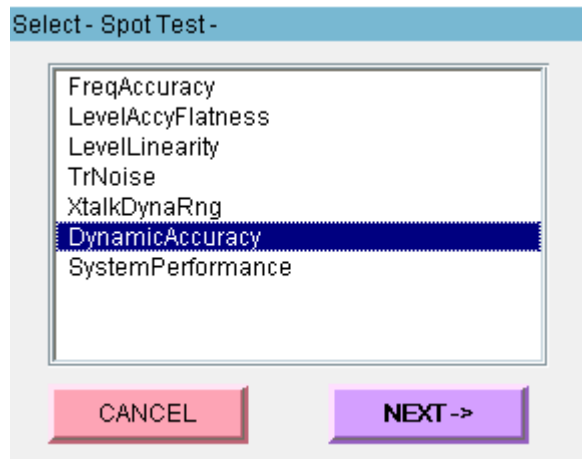 Select - Spot Test -
FreqAccuracy
LevelAccyFlatness
LevelLinearity
TrNoise
XtalkDynaRng
DynamicAccuracy
SystemPerformance
CANCEL
NEXT ->